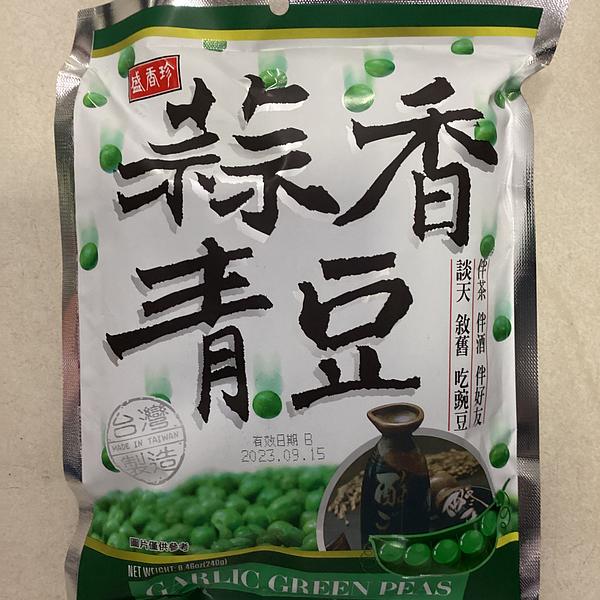 盛香珍
蒜香
青豆
伴茶 伴酒 伴好友
談天 敘舊 吃豌豆
台灣
MADE IN TAIWAN
製造
有效日期 B
2023.09.15
圖片僅供參考
NET WEIGHT: 8.46oz(240g)
GARLIC GREEN PEAS